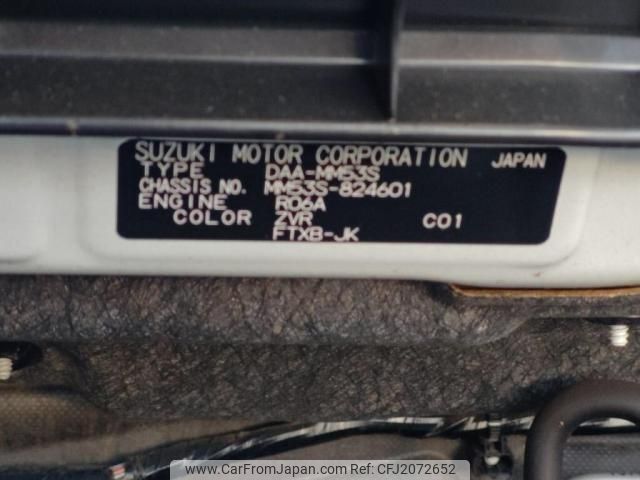 SUZUKI MOTOR CORPORATION JAPAN
TYPE DAA-MM53S
CHASSIS NO. MM53S-824601
ENGINE R06A
COLOR ZVR C01
FTXB-JK
www.CarFromJapan.com | Ref: CFJ2072652